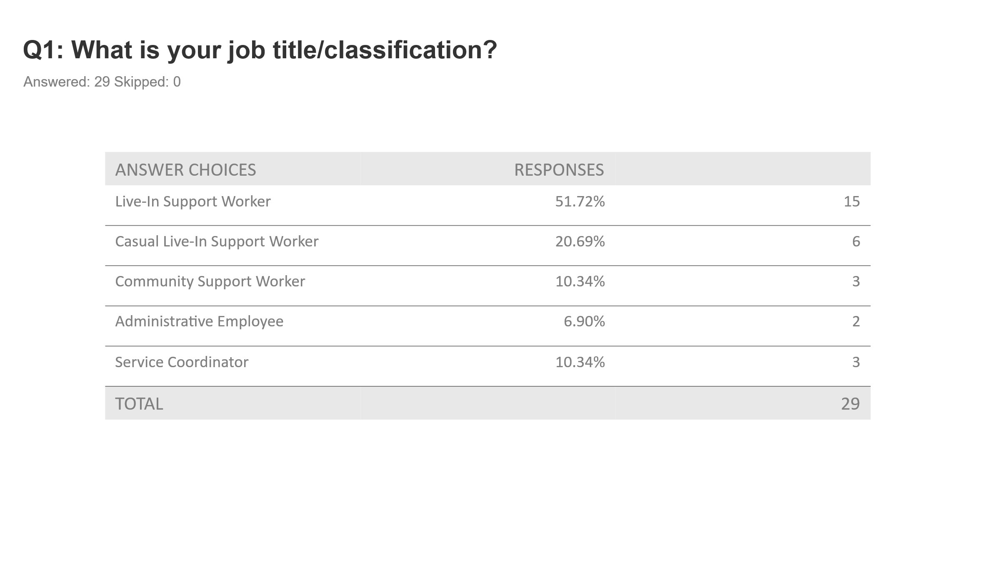 Q1: What is your job title/classification?
Answered: 29 Skipped: 0
ANSWER CHOICES RESPONSES
Live-In Support Worker 51.72% 15
Casual Live-In Support Worker 20.69% 6
Community Support Worker 10.34% 3
Administrative Employee 6.90% 2
Service Coordinator 10.34% 3
TOTAL 29